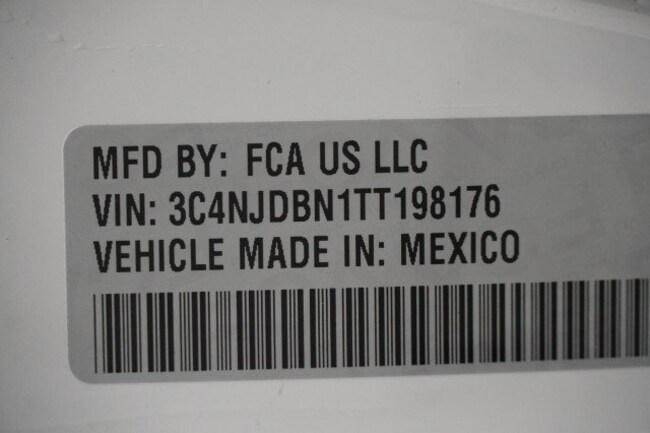 MFD BY: FCA US LLC
VIN: 3C4NJDBN1TT198176
VEHICLE MADE IN: MEXICO